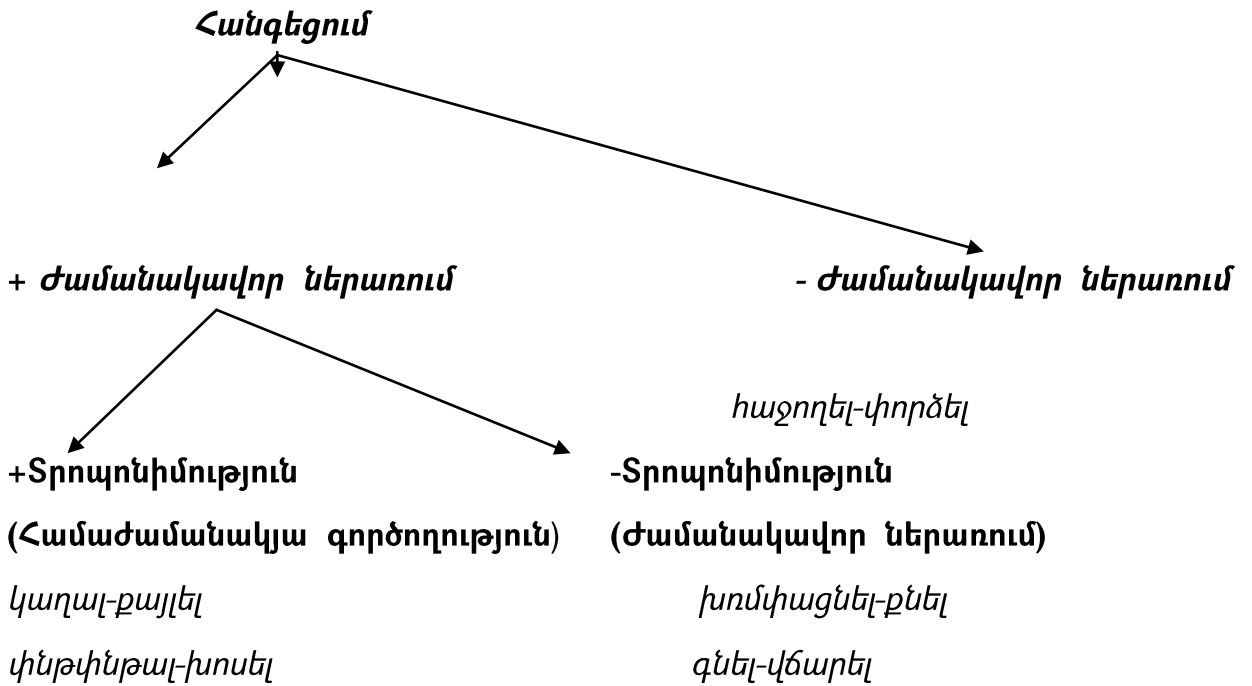 Հանգեցում
+ Ժամանակավոր ներառում - Ժամանակավոր ներառում
հաջողել-փորձել
+Տրոպոնիմություն -Տրոպոնիմություն
(Համաժամանակյա գործողություն) (Ժամանակավոր ներառում)
կաղալ-քայլել խռմփացնել-քնել
փնթփնթալ-խոսել գնել-վճարել